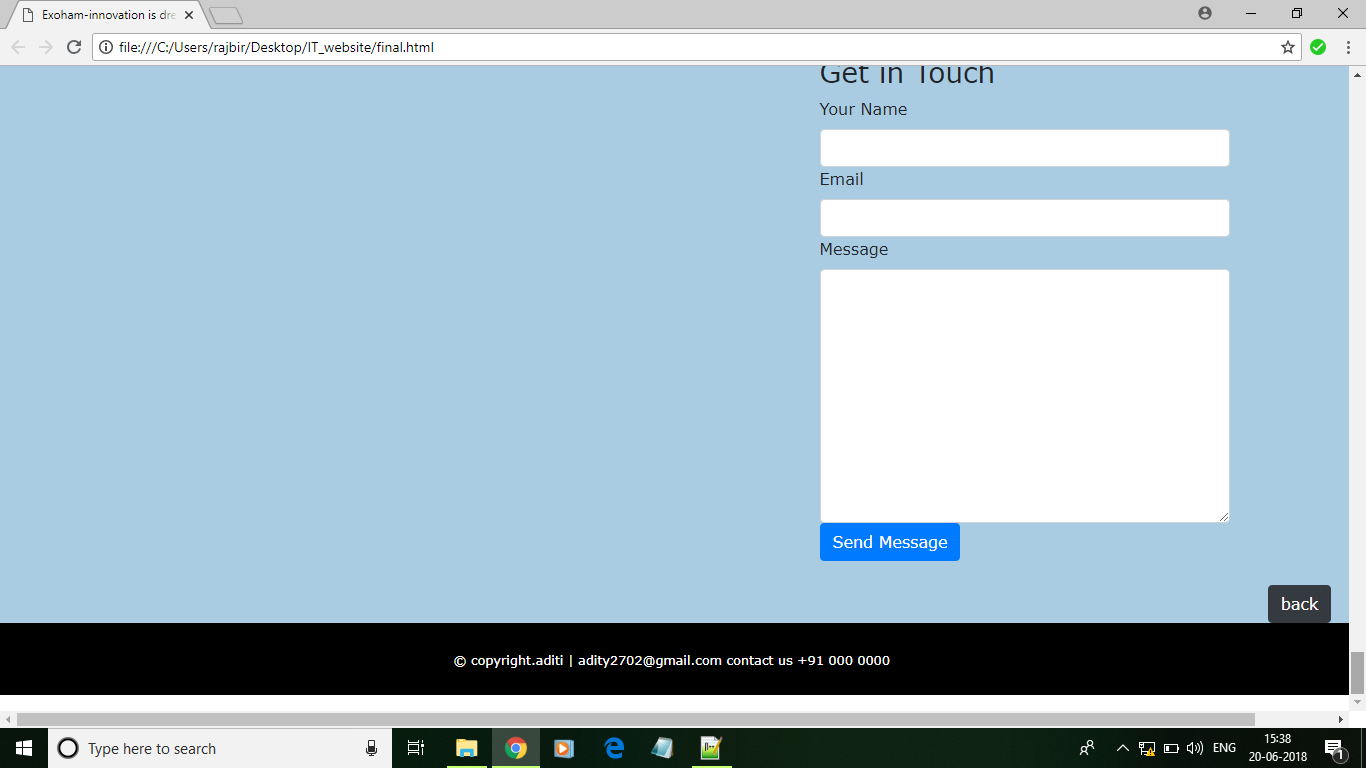 Exoham-innovation is dre
file:///C:/Users/rajbir/Desktop/IT_website/final.html
Get in Touch
Your Name
Email
Message
Send Message
back
© copyright.aditi | adity2702@gmail.com contact us +91 000 0000
Type here to search
ENG
15:38
20-06-2018
1